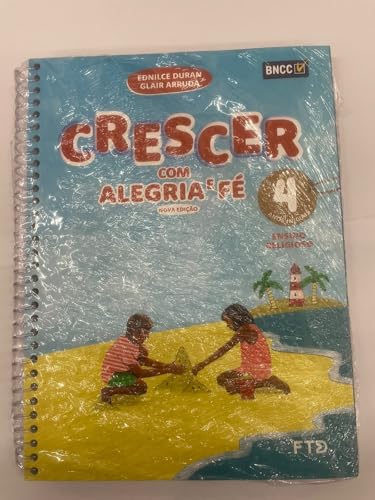 EDNILCE DURAN
GLAIR ARRUDA
BNCC
CRESCER
COM
ALEGRIA E FÉ
NOVA EDIÇÃO
4
ENSINO
RELIGIOSO
FTD